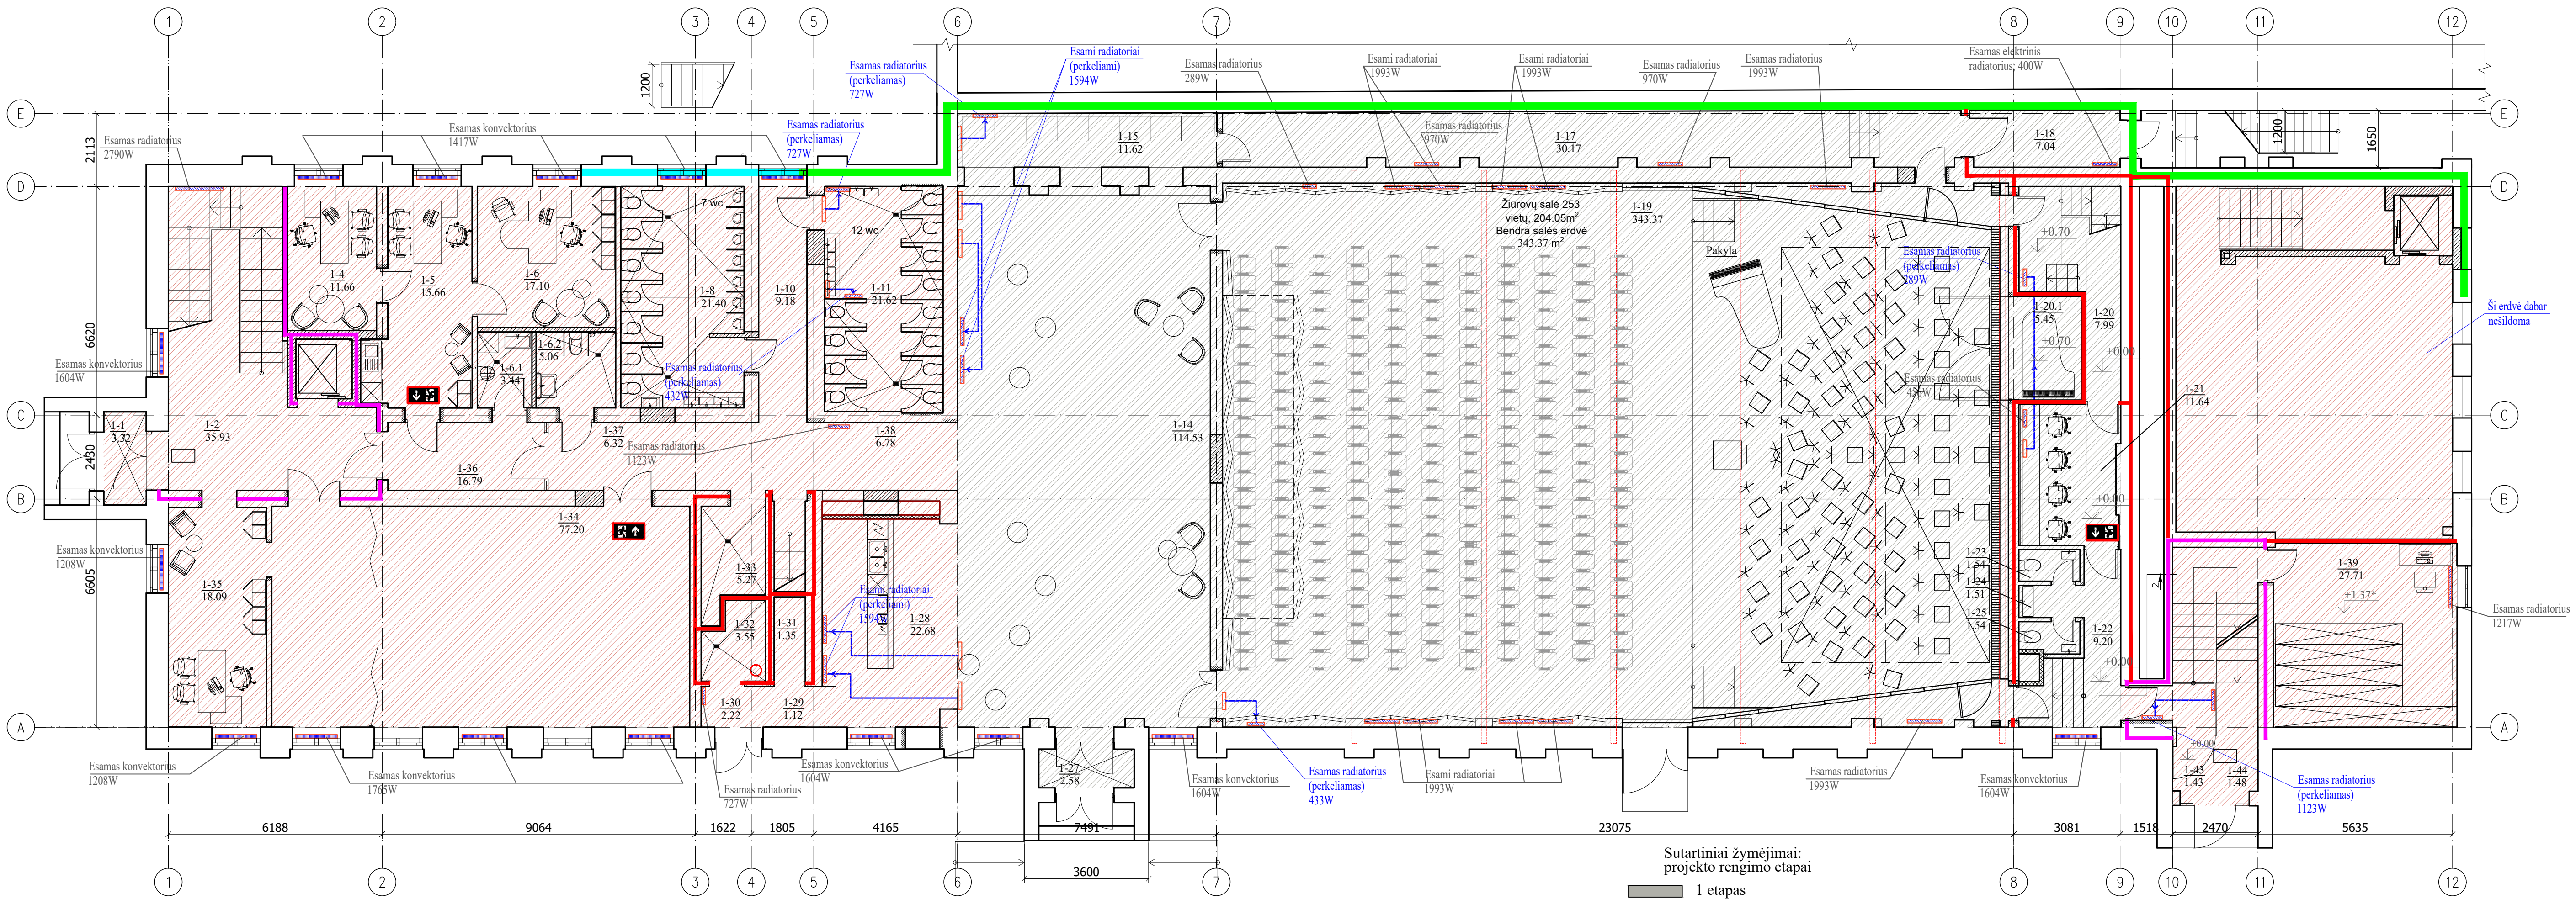 1
2
3
4
5
6
7
8
9
10
11
12
1200
Esamas radiatorius
(perkeliamas)
727W
Esami radiatoriai
(perkeliami)
1594W
Esamas radiatorius
289W
Esami radiatoriai
1993W
Esami radiatoriai
1993W
Esamas radiatorius
970W
Esamas radiatorius
1993W
Esamas elektrinis
radiatorius; 400W
E
E
2113
Esamas radiatorius
2790W
Esamas konvektorius
1417W
Esamas radiatorius
(perkeliamas)
727W
1-15
11.62
Esamas radiatorius
970W
1-17
30.17
1-18
7.04
1200
1650
D
D
7 wc
12 wc
Žiūrovų salė 253
vietų, 204.05m²
Bendra salės erdvė
343.37 m²
1-19
343.37
Pakyla
+0.70
Esamas radiatorius
(perkeliamas)
289W
1-4
11.66
1-5
15.66
1-6
17.10
1-8
21.40
1-10
9.18
1-11
21.62
1-20.1
5.45
1-20
7.99
+0.70
+0.00
Ši erdvė dabar
nešildoma
6620
Esamas konvektorius
1604W
1-6.2
5.06
1-6.1
3.44
Esamas radiatorius
(perkeliamas)
432W
Esamas radiatorius
1-21
11.64
C
C
1-1
3.32
1-2
35.93
2430
1-37
6.32
Esamas radiatorius
1123W
1-38
6.78
1-14
114.53
1-36
16.79
B
B
+0.00
1-34
77.20
Esamas konvektorius
1208W
6605
1-35
18.09
1-33
5.27
1-32
3.55
1-31
1.35
Esami radiatoriai
(perkeliami)
1594W
1-28
22.68
1-23
1.54
1-24
1.51
1-25
1.54
1-22
9.20
+0.00
2
1-39
27.71
+1.37*
Esamas radiatorius
1217W
1-30
2.22
1-29
1.12
A
A
+0.00
Esamas konvektorius
1208W
Esamas konvektorius
1765W
Esamas radiatorius
727W
Esamas konvektorius
1604W
1-27
2.58
Esamas konvektorius
1604W
Esamas radiatorius
(perkeliamas)
433W
Esami radiatoriai
1993W
Esamas radiatorius
1993W
Esamas konvektorius
1604W
1-43
1.43
1-44
1.48
Esamas radiatorius
(perkeliamas)
1123W
6188
9064
1622
1805
4165
7491
23075
3081
1518
2470
5635
3600
Sutartiniai žymėjimai:
projekto rengimo etapai
1 etapas
1
2
3
4
5
6
7
8
9
10
11
12